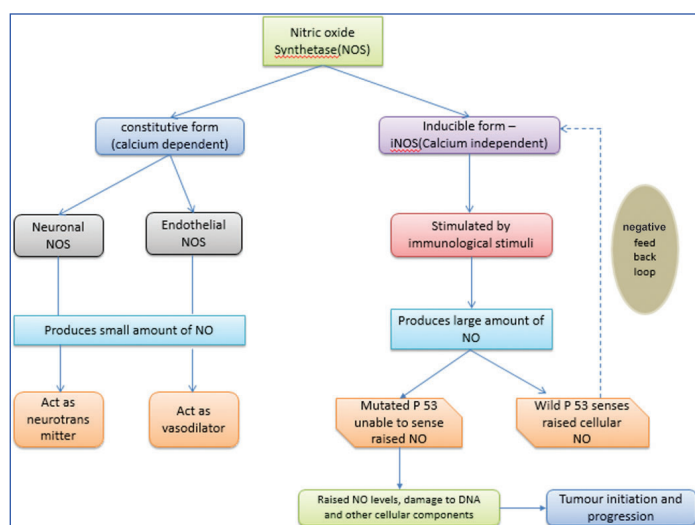 Nitric oxide
Synthetase(NOS)
constitutive form
(calcium dependent)
Inducible form –
iNOS(Calcium independent)
Neuronal
NOS
Endothelial
NOS
Stimulated by
immunological stimuli
negative
feed
back
loop
Produces small amount of NO
Produces large amount of
NO
Act as
neurotrans
mitter
Act as
vasodilator
Mutated P 53
unable to sense
raised NO
Wild P 53 senses
raised cellular
NO
Raised NO levels, damage to DNA
and other cellular components
Tumour initiation and
progression